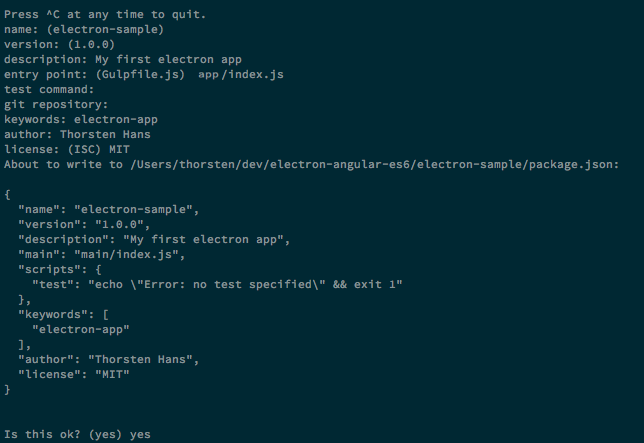 Press ^C at any time to quit.
name: (electron-sample)
version: (1.0.0)
description: My first electron app
entry point: (Gulpfile.js) app/index.js
test command:
git repository:
keywords: electron-app
author: Thorsten Hans
license: (ISC) MIT
About to write to /Users/thorsten/dev/electron-angular-es6/electron-sample/package.json:
{
"name": "electron-sample",
"version": "1.0.0",
"description": "My first electron app",
"main": "main/index.js",
"scripts": {
"test": "echo \"Error: no test specified\" && exit 1"
},
"keywords": [
"electron-app"
],
"author": "Thorsten Hans",
"license": "MIT"
}
Is this ok? (yes) yes